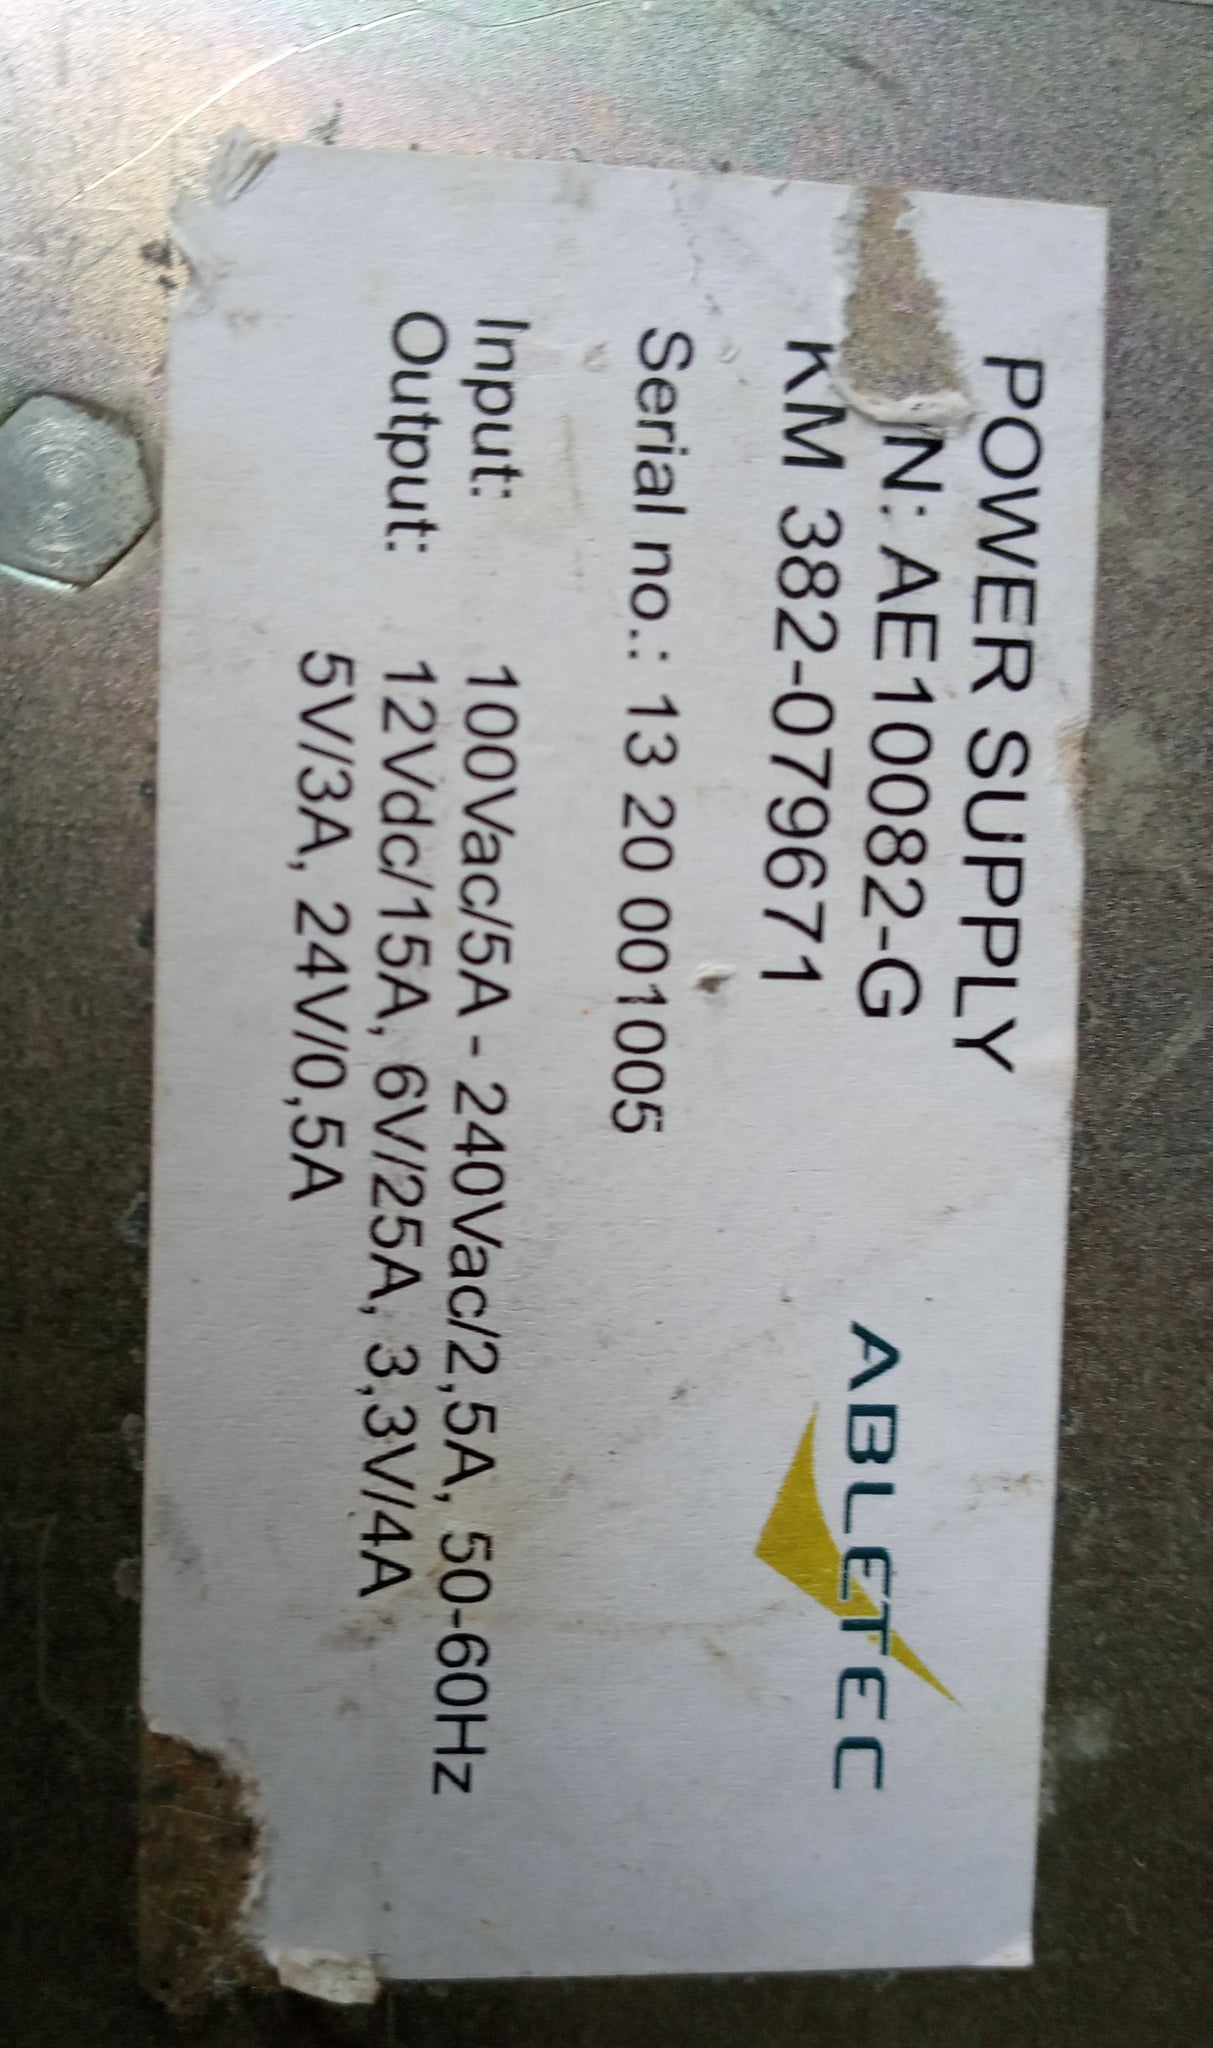 POWER SUPPLY
N: AE10082-G
KM 382-079671
ABLETEC
Serial no.: 13 20 001005
Input: 100Vac/5A - 240Vac/2,5A, 50-60Hz
Output: 12Vdc/15A, 6V/25A, 3,3V/4A
5V/3A, 24V/0,5A